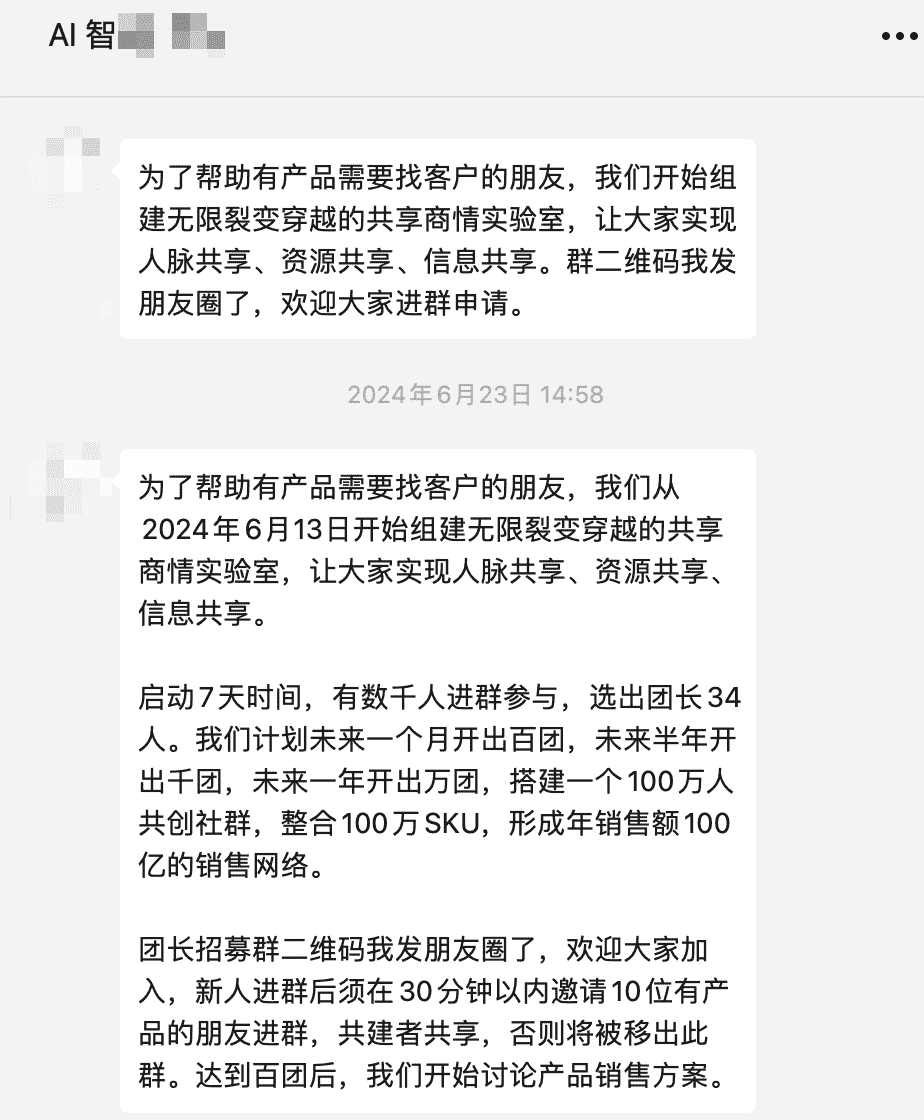 AI 智
为了帮助有产品需要找客户的朋友，我们开始组
建无限裂变穿越的共享商情实验室，让大家实现
人脉共享、资源共享、信息共享。群二维码我发
朋友圈了，欢迎大家进群申请。
2024年6月23日 14:58
为了帮助有产品需要找客户的朋友，我们从
2024年6月13日开始组建无限裂变穿越的共享
商情实验室，让大家实现人脉共享、资源共享、
信息共享。
启动7天时间，有数千人进群参与，选出团长34
人。我们计划未来一个月开出百团，未来半年开
出千团，未来一年开出万团，搭建一个100万人
共创社群，整合100万SKU，形成年销售额100
亿的销售网络。
团长招募群二维码我发朋友圈了，欢迎大家加
入，新人进群后须在30分钟以内邀请10位有产
品的朋友进群，共建者共享，否则将被移出此
群。达到百团后，我们开始讨论产品销售方案。